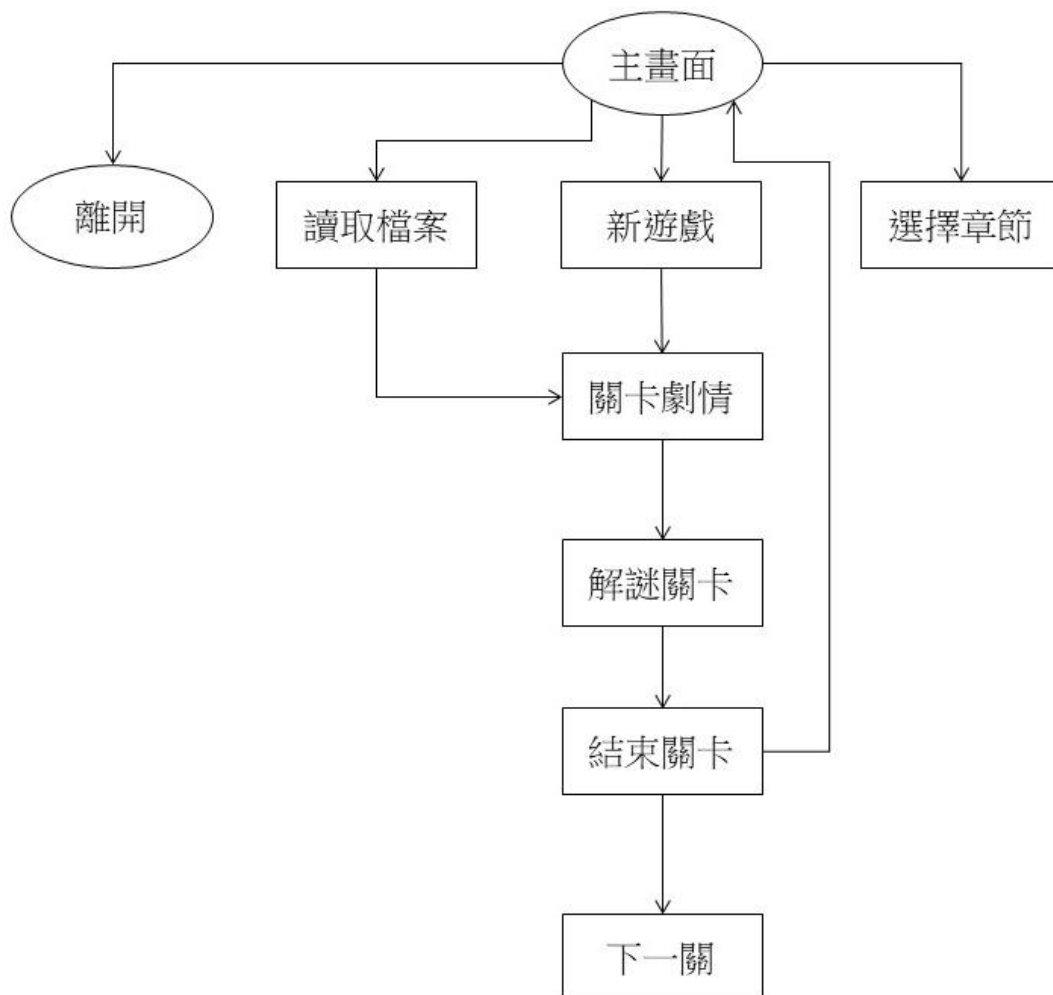 主畫面
離開
讀取檔案
新遊戲
選擇章節
關卡劇情
解謎關卡
結束關卡
下一關